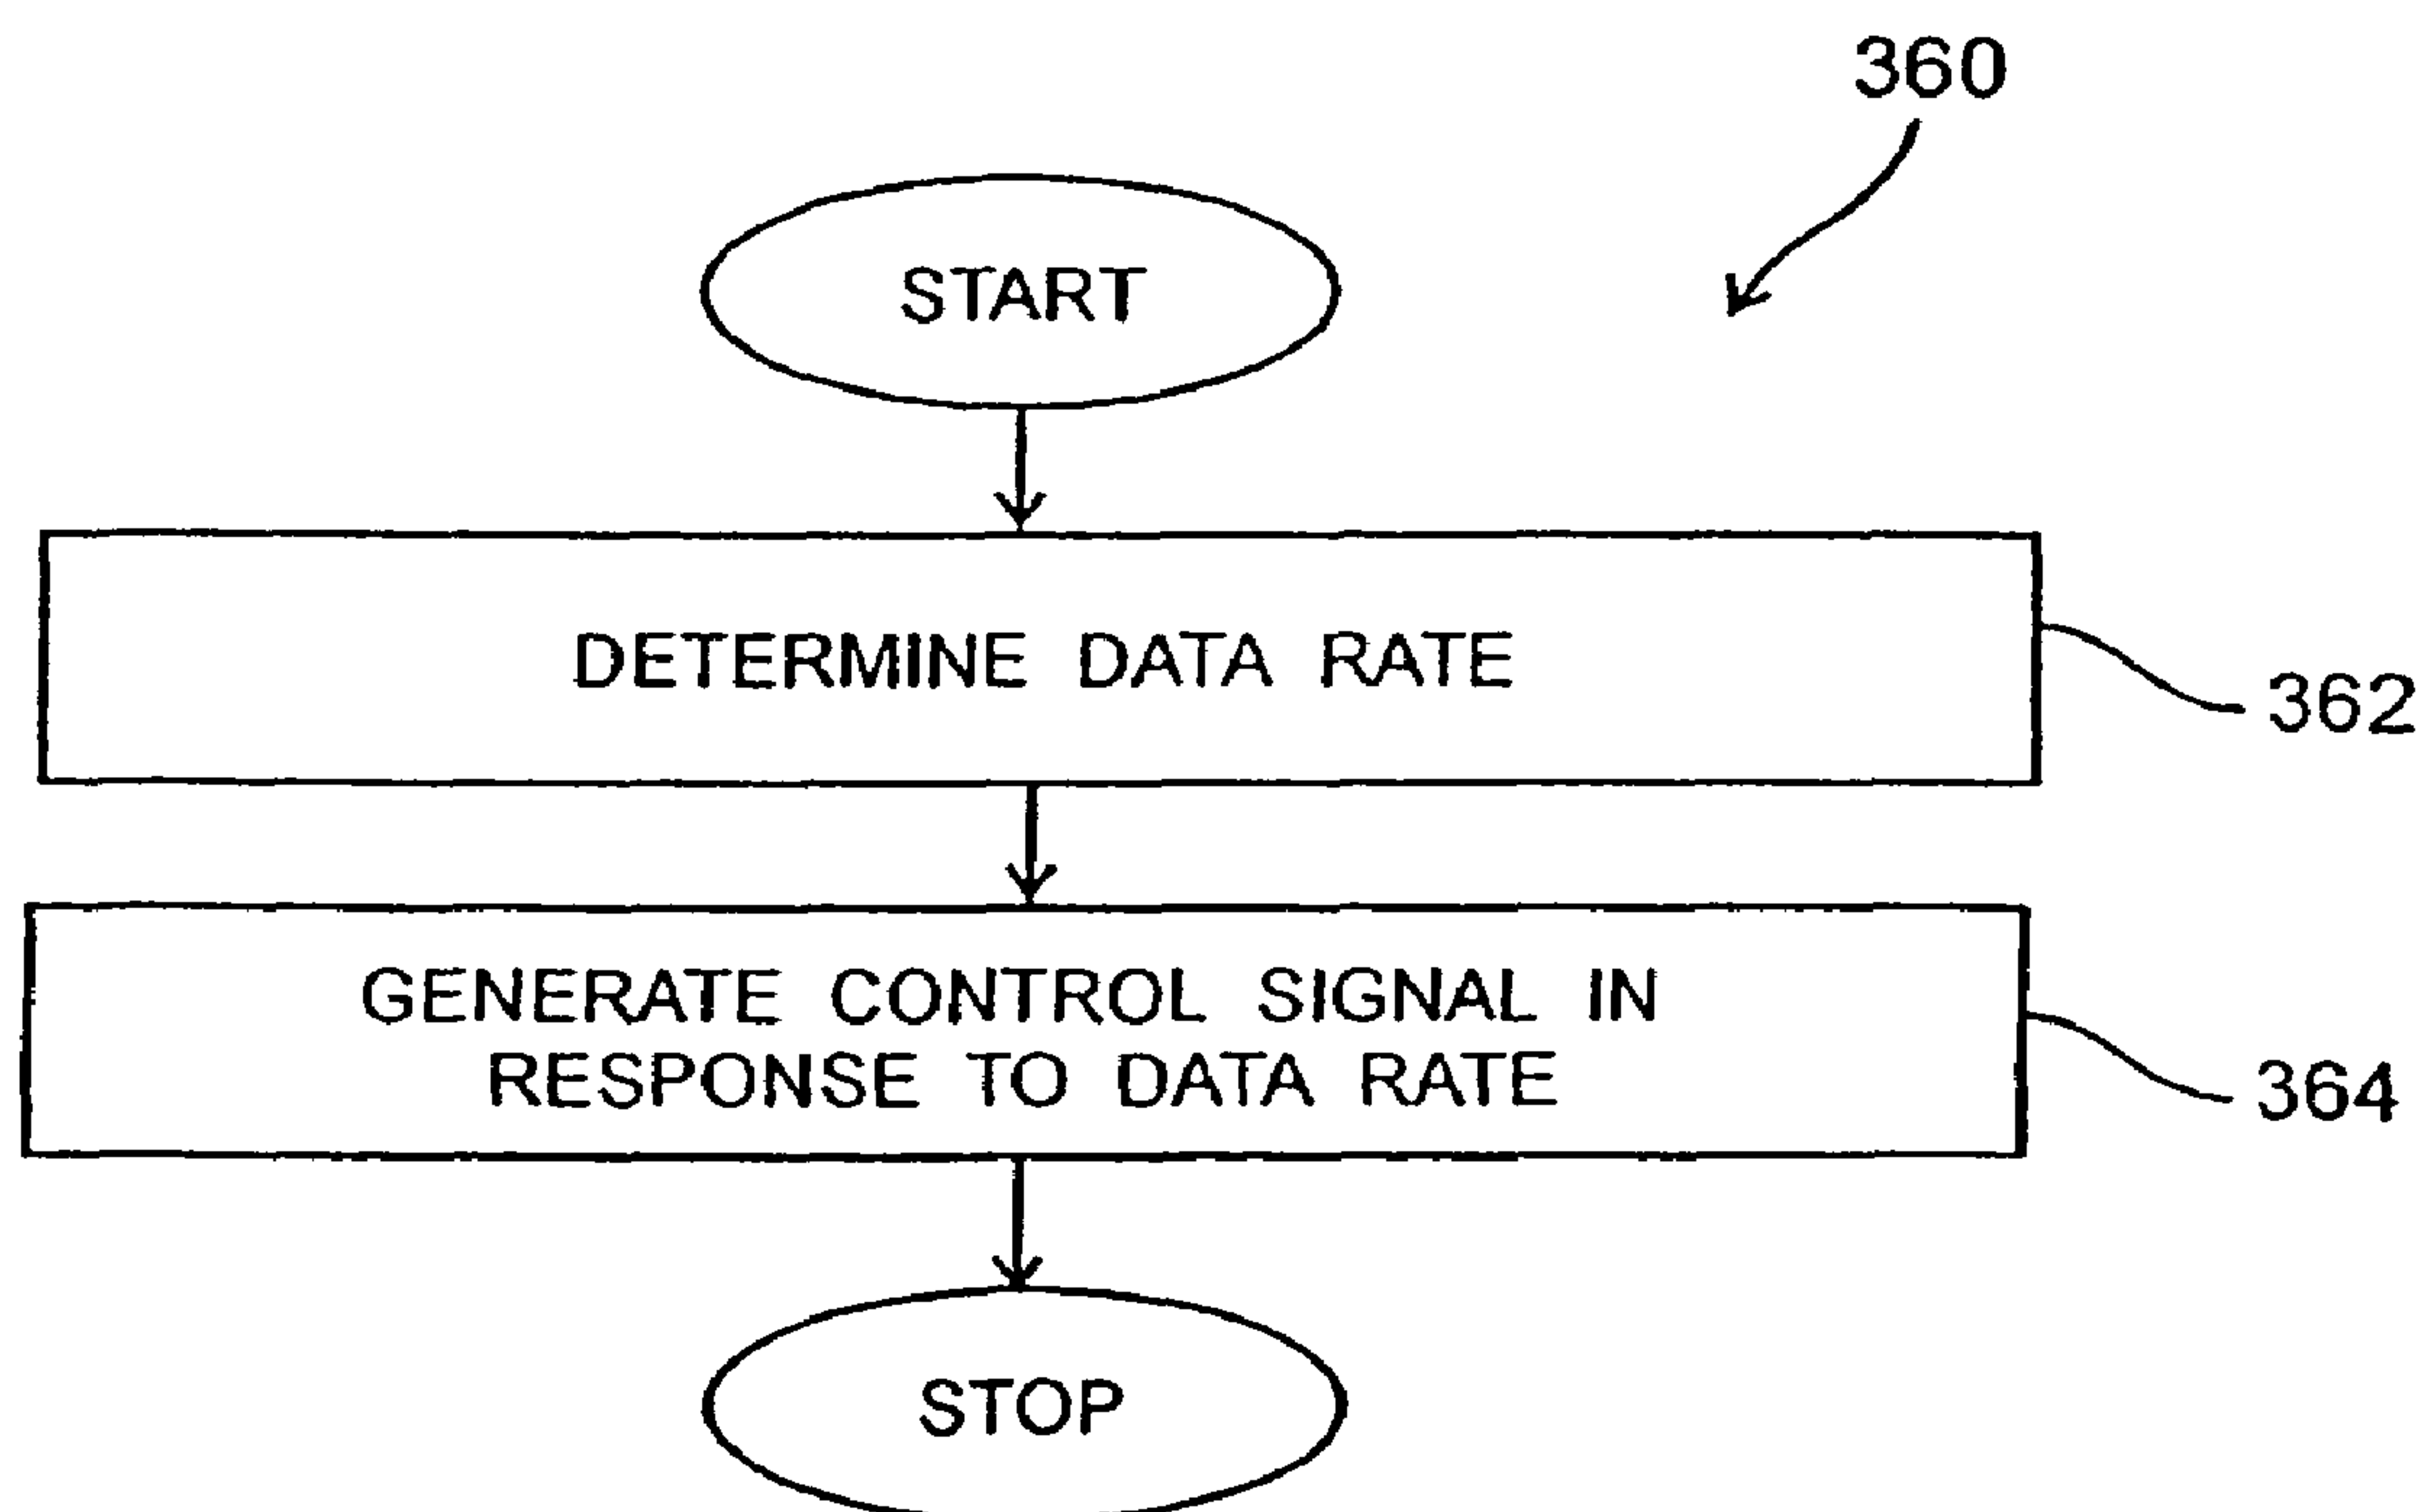 360
START
DETERMINE DATA RATE
362
GENERATE CONTROL SIGNAL IN
RESPONSE TO DATA RATE
364
STOP